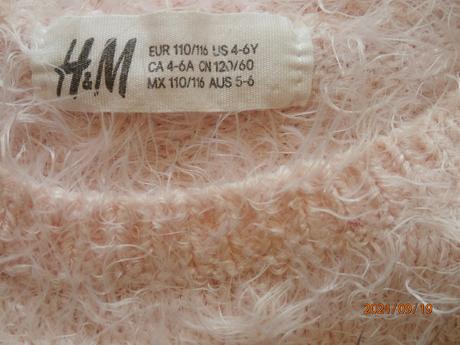 H&M
EUR 110/116 US 4-6Y
CA 4-6A CN 120/60
MX 110/116 AUS 5-6
2024/09/19